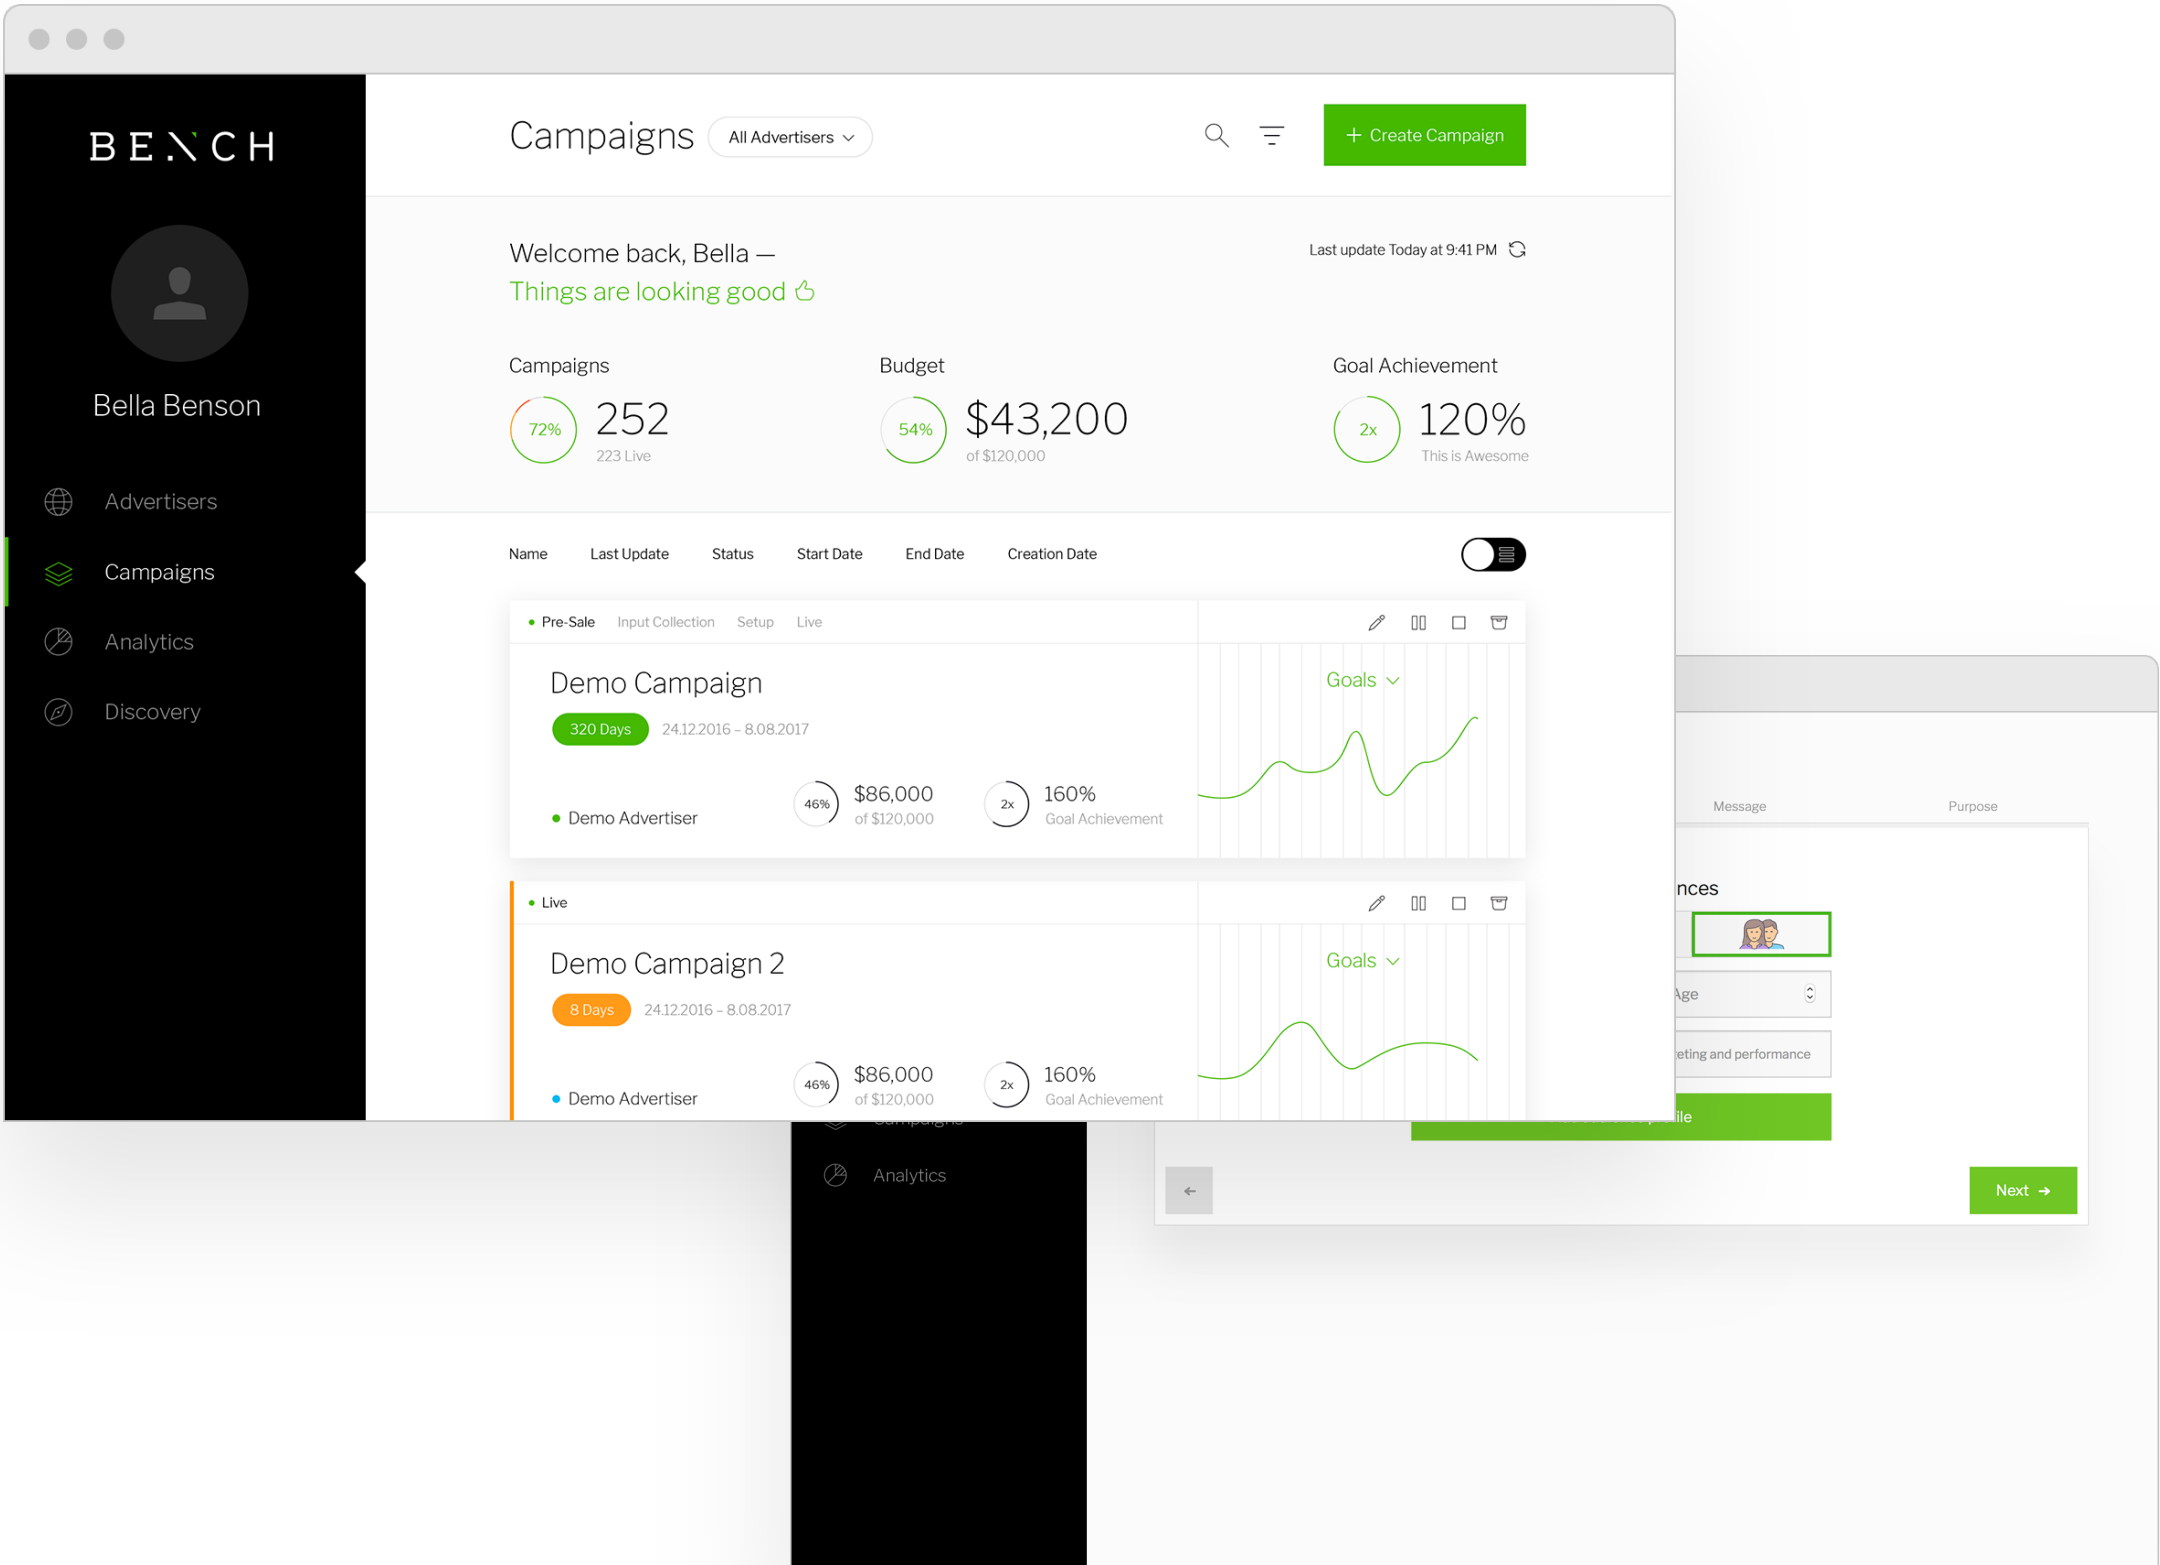 BENCH
Bella Benson
Advertisers
Campaigns
Analytics
Discovery
Campaigns
All Advertisers
+ Create Campaign
Welcome back, Bella —
Things are looking good
Last update Today at 9:41 PM
Campaigns
72%
252
223 Live
Budget
54%
$43,200
of $120,000
Goal Achievement
2x
120%
This is Awesome
Name Last Update Status Start Date End Date Creation Date
Pre-Sale Input Collection Setup Live
Demo Campaign
320 Days 24.12.2016 – 8.08.2017
Demo Advertiser
46%
$86,000
of $120,000
2x
160%
Goal Achievement
Goals
Live
Demo Campaign 2
8 Days 24.12.2016 – 8.08.2017
Demo Advertiser
46%
$86,000
of $120,000
2x
160%
Goal Achievement
Goals
Message Purpose
nces
Age
eting and performance
ile
Campaigns
Analytics
Next →